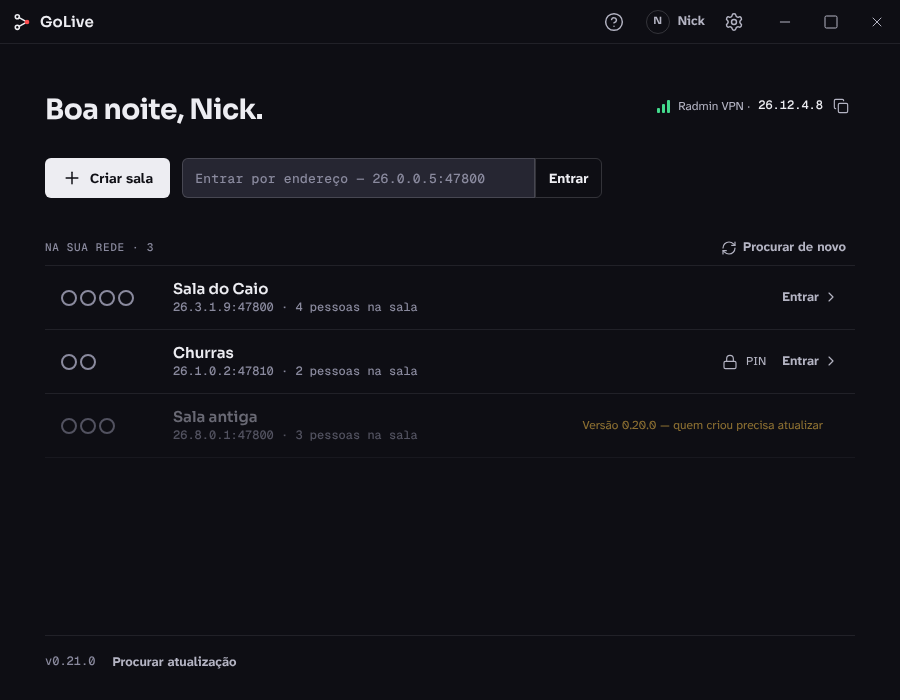 GoLive
N Nick
Boa noite, Nick.
Radmin VPN · 26.12.4.8
Criar sala
Entrar por endereço — 26.0.0.5:47800
Entrar
NA SUA REDE · 3
Procurar de novo
Sala do Caio
26.3.1.9:47800 · 4 pessoas na sala
Entrar
Churras
26.1.0.2:47810 · 2 pessoas na sala
PIN
Entrar
Sala antiga
26.8.0.1:47800 · 3 pessoas na sala
Versão 0.20.0 — quem criou precisa atualizar
v0.21.0
Procurar atualização